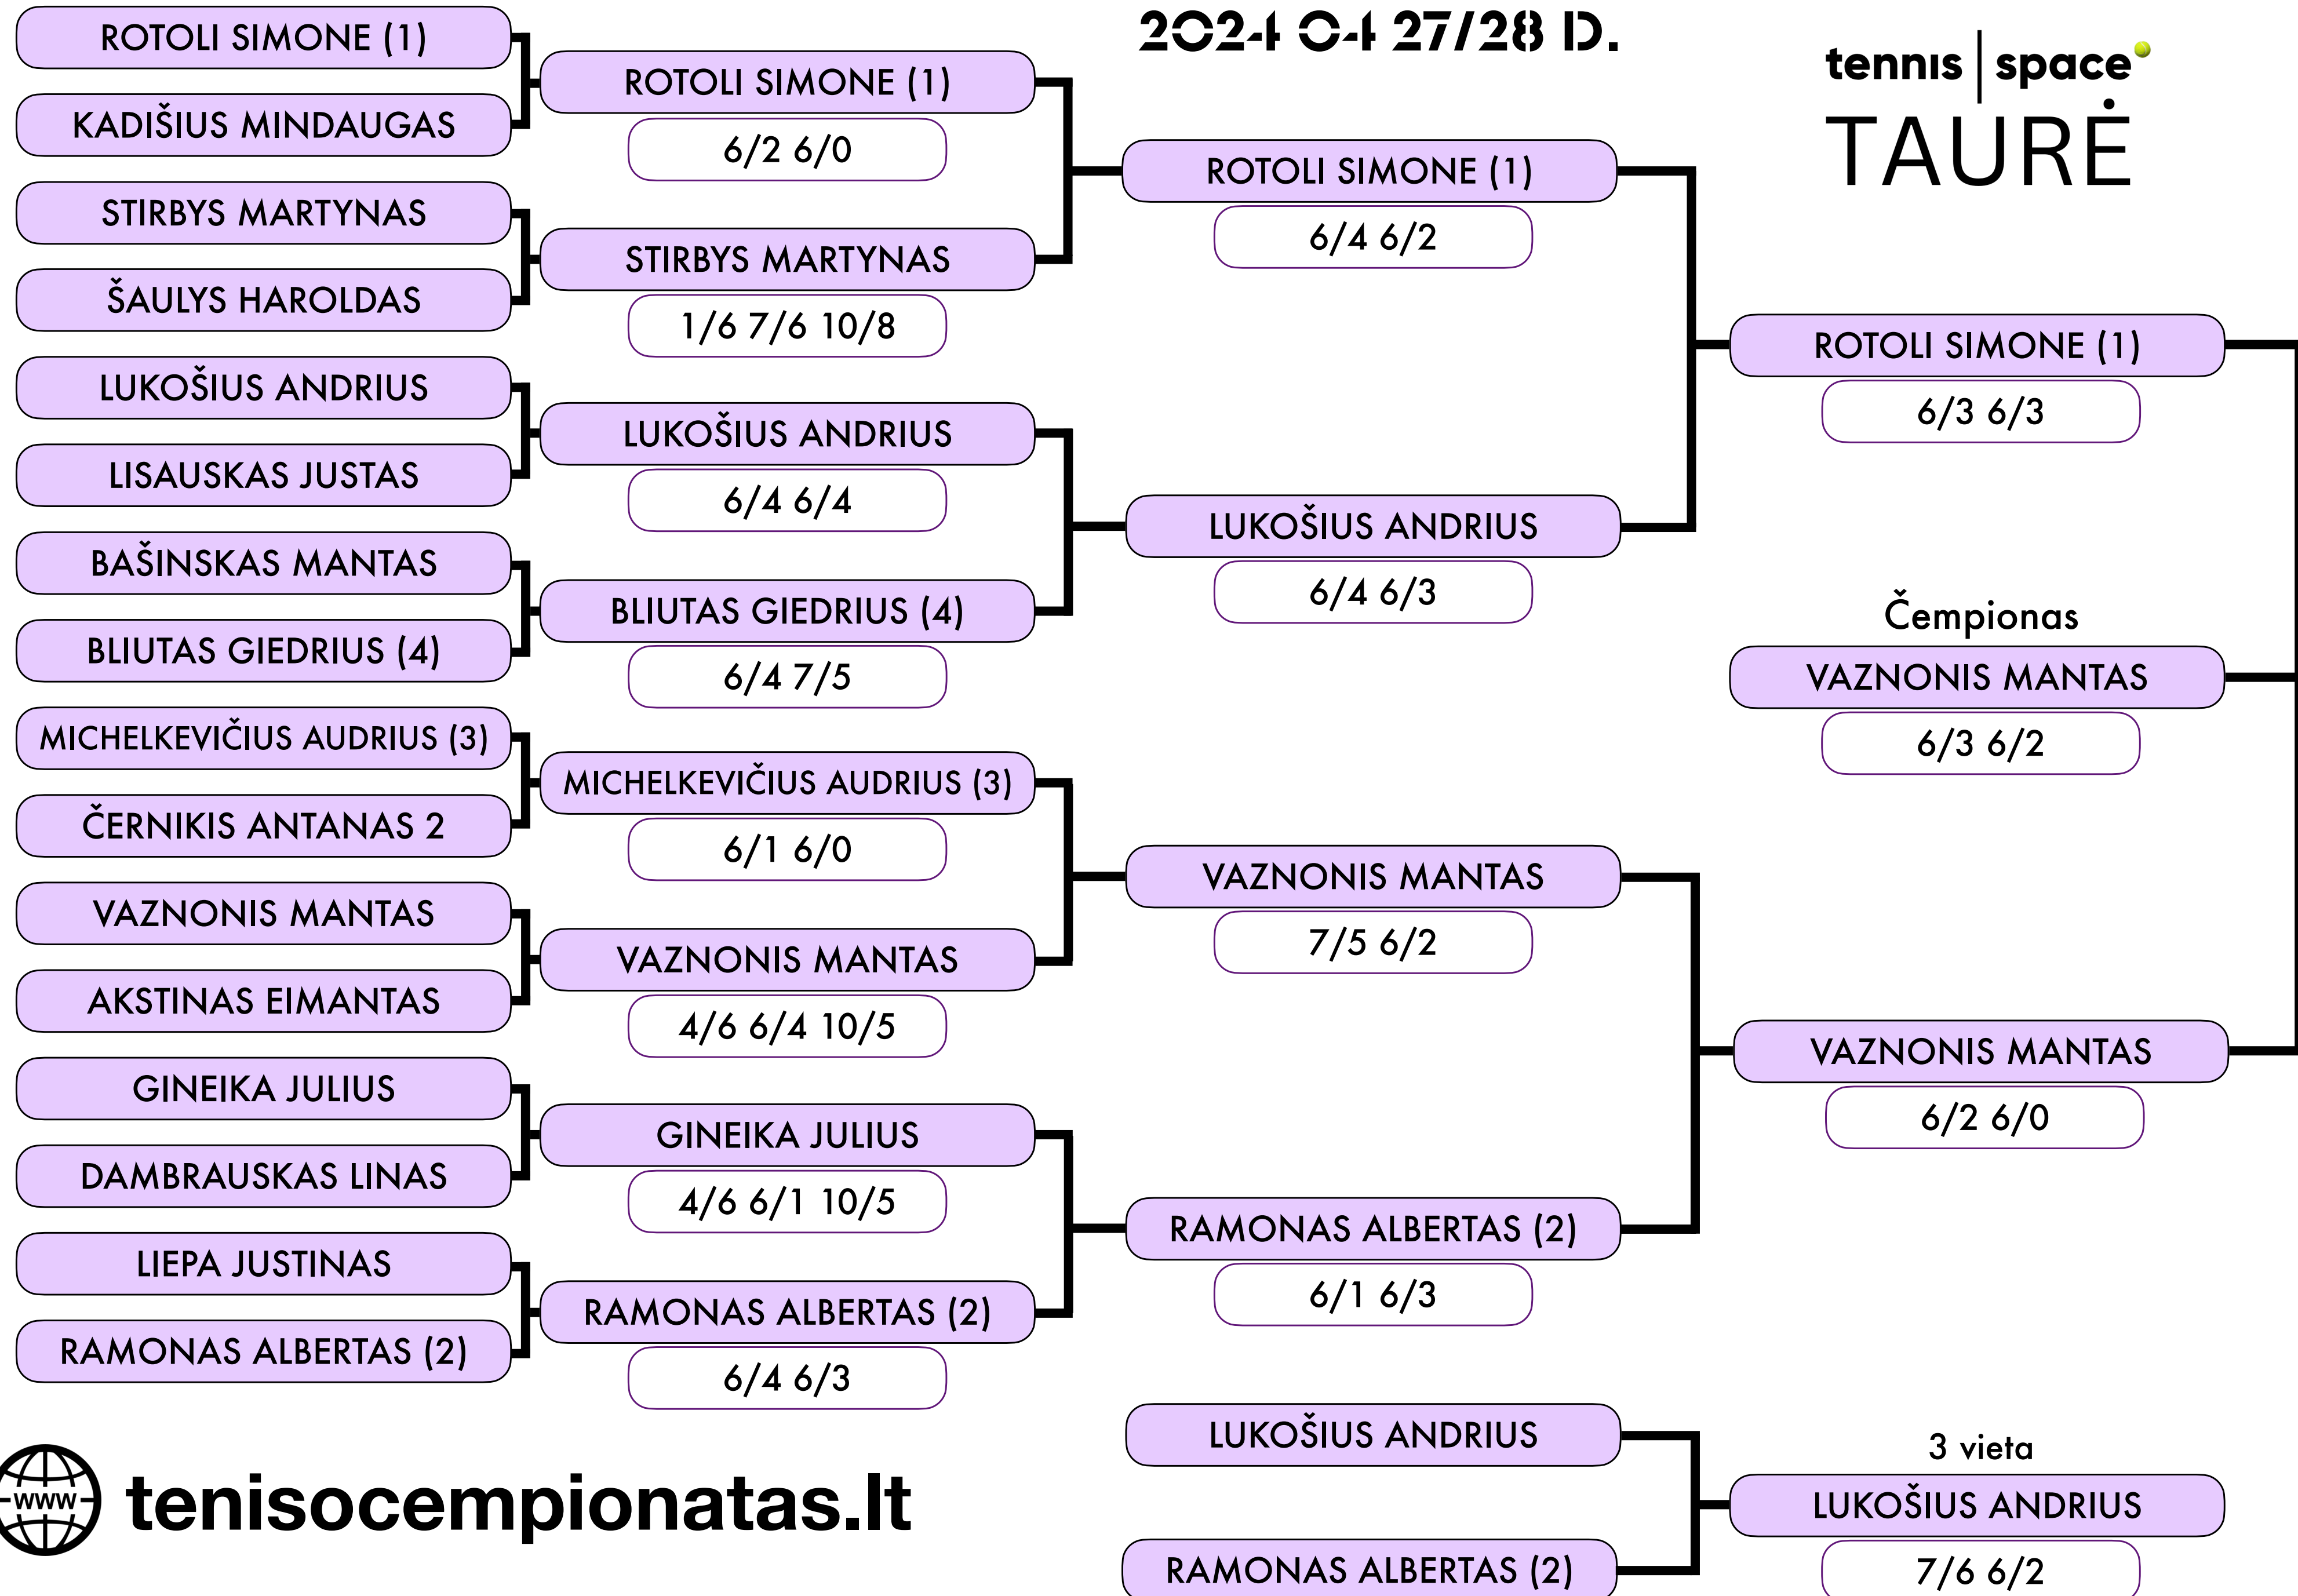 2024 04 27/28 D.
tennis | space
TAURĖ
ROTOLI SIMONE (1)
KADIŠIUS MINDAUGAS
STIRBYS MARTYNAS
ŠAULYS HAROLDAS
LUKOŠIUS ANDRIUS
LISAUSKAS JUSTAS
BAŠINSKAS MANTAS
BLIUTAS GIEDRIUS (4)
MICHELKEVIČIUS AUDRIUS (3)
ČERNIKIS ANTANAS 2
VAZNONIS MANTAS
AKSTINAS EIMANTAS
GINEIKA JULIUS
DAMBRAUSKAS LINAS
LIEPA JUSTINAS
RAMONAS ALBERTAS (2)
ROTOLI SIMONE (1)
6/2 6/0
STIRBYS MARTYNAS
1/6 7/6 10/8
LUKOŠIUS ANDRIUS
6/4 6/4
BLIUTAS GIEDRIUS (4)
6/4 7/5
MICHELKEVIČIUS AUDRIUS (3)
6/1 6/0
VAZNONIS MANTAS
4/6 6/4 10/5
GINEIKA JULIUS
4/6 6/1 10/5
RAMONAS ALBERTAS (2)
6/4 6/3
ROTOLI SIMONE (1)
6/4 6/2
LUKOŠIUS ANDRIUS
6/4 6/3
VAZNONIS MANTAS
7/5 6/2
RAMONAS ALBERTAS (2)
6/1 6/3
ROTOLI SIMONE (1)
6/3 6/3
Čempionas
VAZNONIS MANTAS
6/3 6/2
VAZNONIS MANTAS
6/2 6/0
LUKOŠIUS ANDRIUS
RAMONAS ALBERTAS (2)
3 vieta
LUKOŠIUS ANDRIUS
7/6 6/2
www
tenisocempionatas.lt